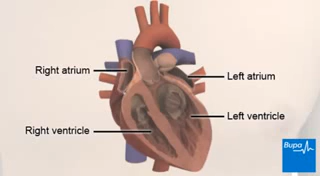 Right atrium
Left atrium
Left ventricle
Right ventricle
Bupa